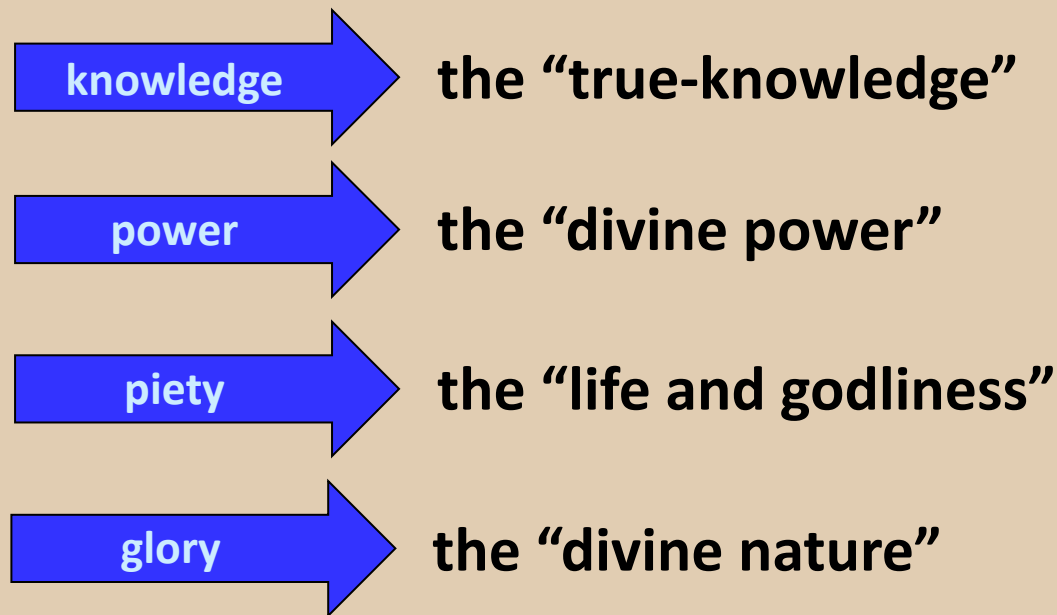 knowledge the “true-knowledge”
power the “divine power”
piety the “life and godliness”
glory the “divine nature”